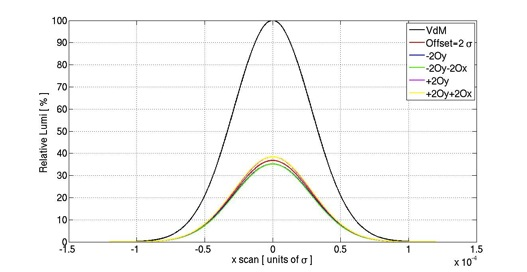 100
90
80
70
60
50
40
30
20
10
0
Relative Lumi [ % ]
-1.5 -1 -0.5 0 0.5 1 1.5
x 10-4
x scan [ units of σ ]
VdM
Offset=2 σ
-2Oy
-2Oy-2Ox
+2Oy
+2Oy+2Ox